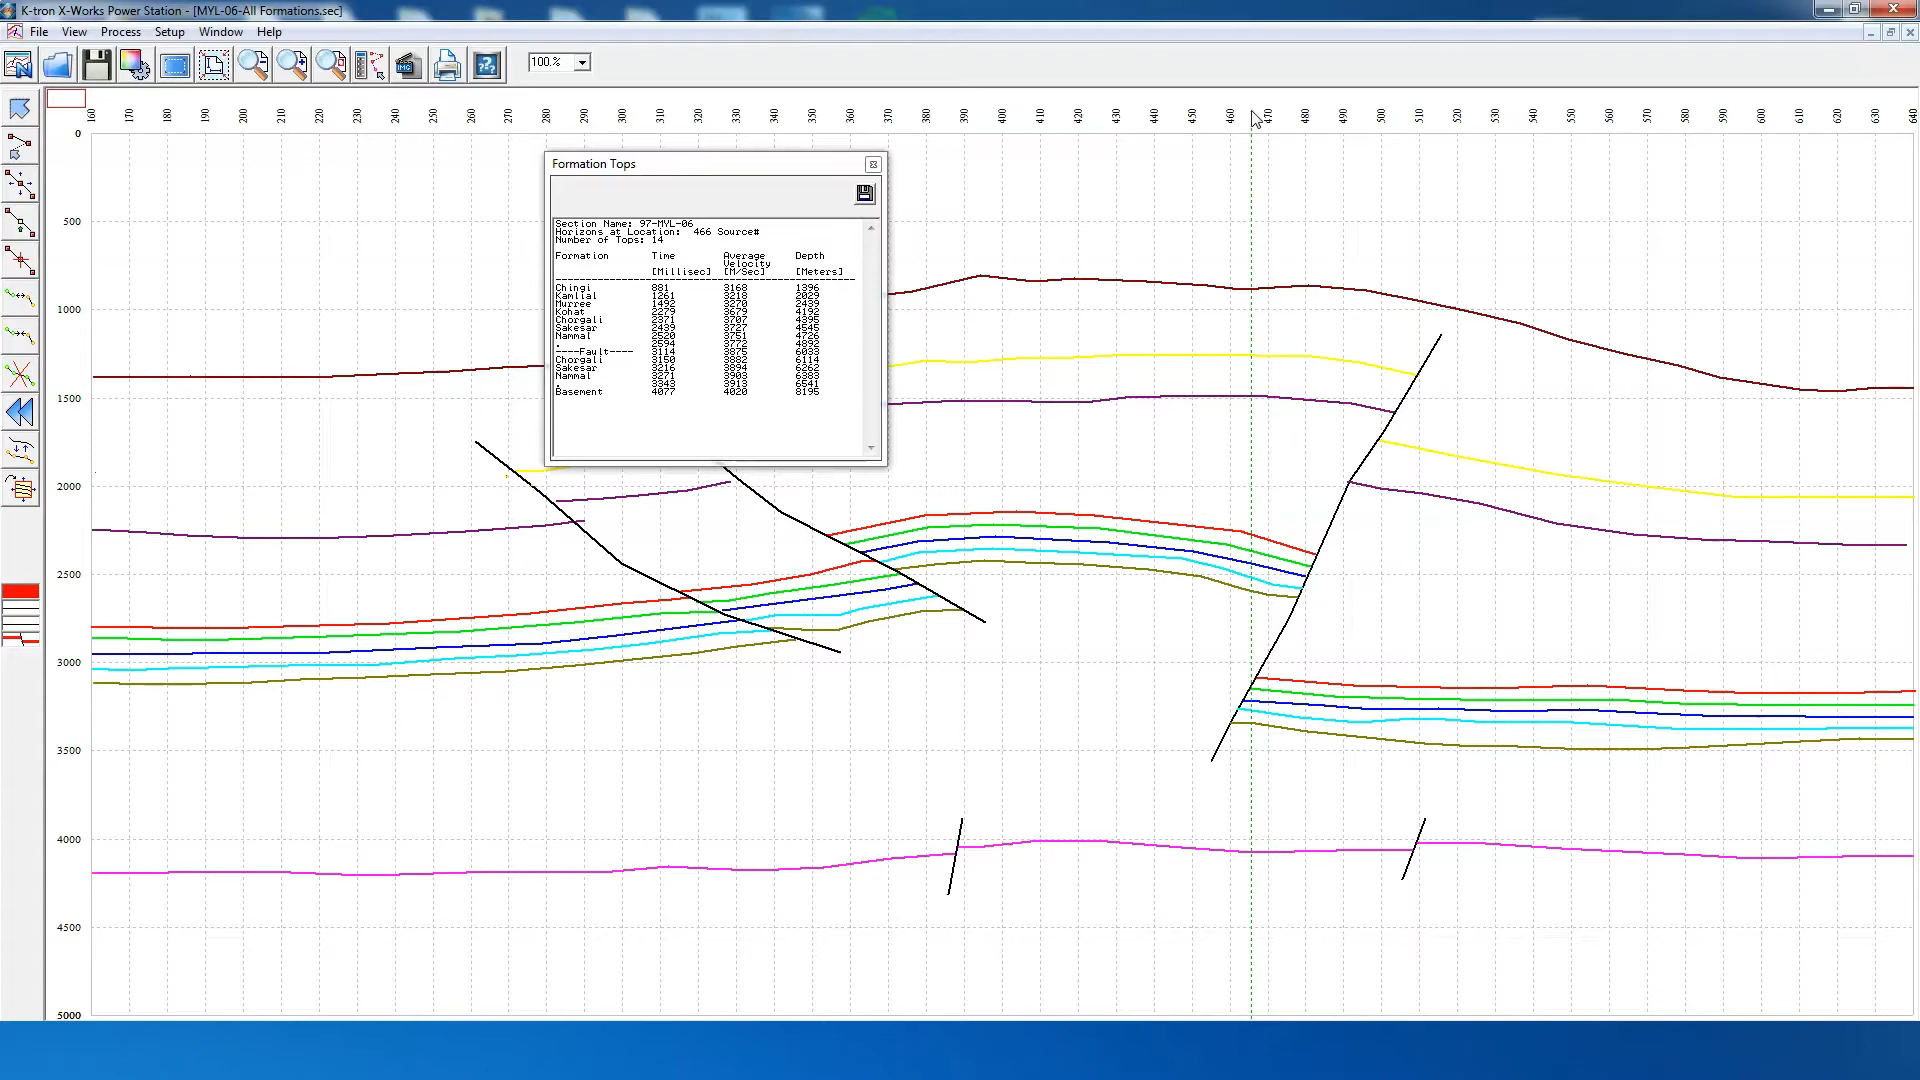 K-tron X-Works Power Station - [MYL-06-All Formations.sec]
File View Process Setup Window Help
100.%
160 170 180 190 200 210 220 230 240 250 260 270 280 290 300 310 320 330 340 350 360 370 380 390 400 410 420 430 440 450 460 470 480 490 500 510 520 530 540 550 560 570 580 590 600 610 620 630 640
0
500
1000
1500
2000
2500
3000
3500
4000
4500
5000
Formation Tops
Section Name: 97-MYL-06
Horizons at Location: 466 Source#
Number of Tops: 14
Formation Time Average Depth
Velocity
[Millisec] [M/Sec] [Meters]
Chingi 881 3168 1396
Kamlial 1261 3218 2029
Murree 1492 3270 2439
Kohat 2279 3679 4192
Chorgali 2371 3707 4395
Sakesar 2439 3727 4545
Nammal 2520 3751 4726
. 2594 3772 4892
----Fault---- 3114 3875 6033
Chorgali 3150 3882 6114
Sakesar 3216 3894 6262
Nammal 3271 3903 6383
. 3343 3913 6541
Basement 4077 4020 8195